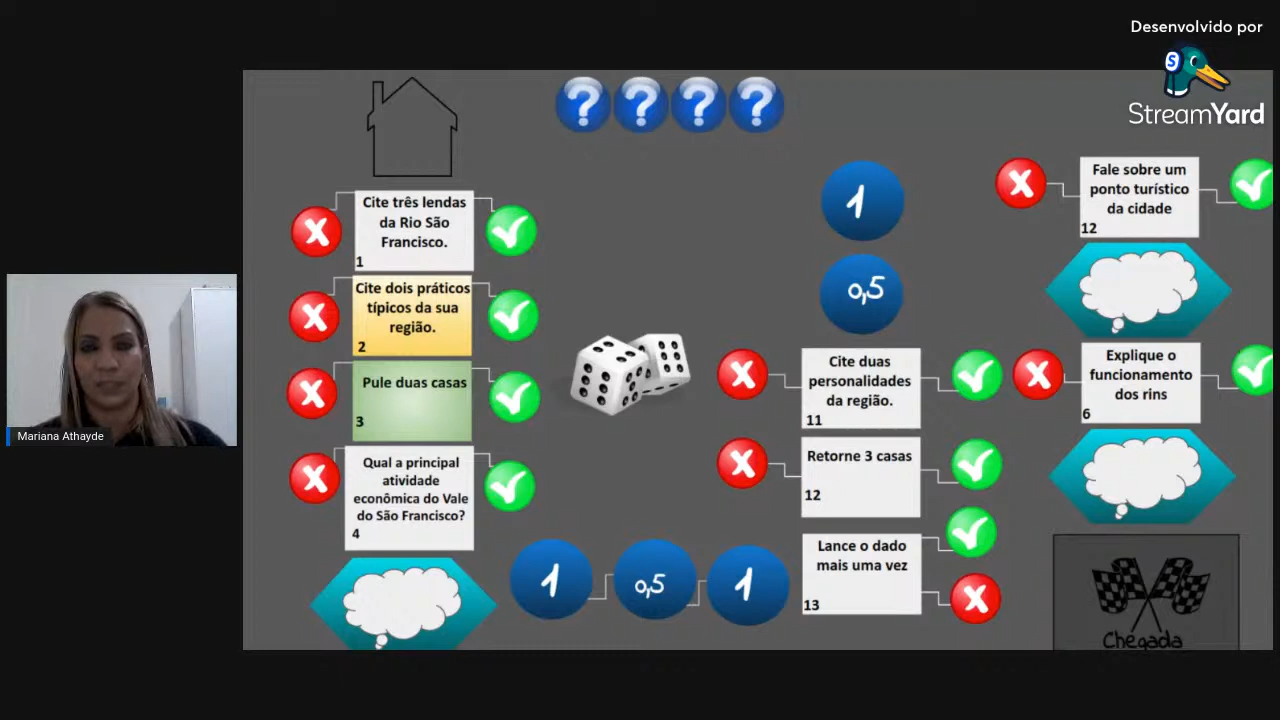 Desenvolvido por
StreamYard
? ? ? ?
Cite três lendas
da Rio São
Francisco.
1
Cite dois práticos
típicos da sua
região.
2
Pule duas casas
3
Qual a principal
atividade
econômica do Vale
do São Francisco?
4
1
0,5
1
1
0,5
Cite duas
personalidades
da região.
11
Retorne 3 casas
12
Lance o dado
mais uma vez
13
Fale sobre um
ponto turístico
da cidade
12
Explique o
funcionamento
dos rins
6
Chegada
Mariana Athayde